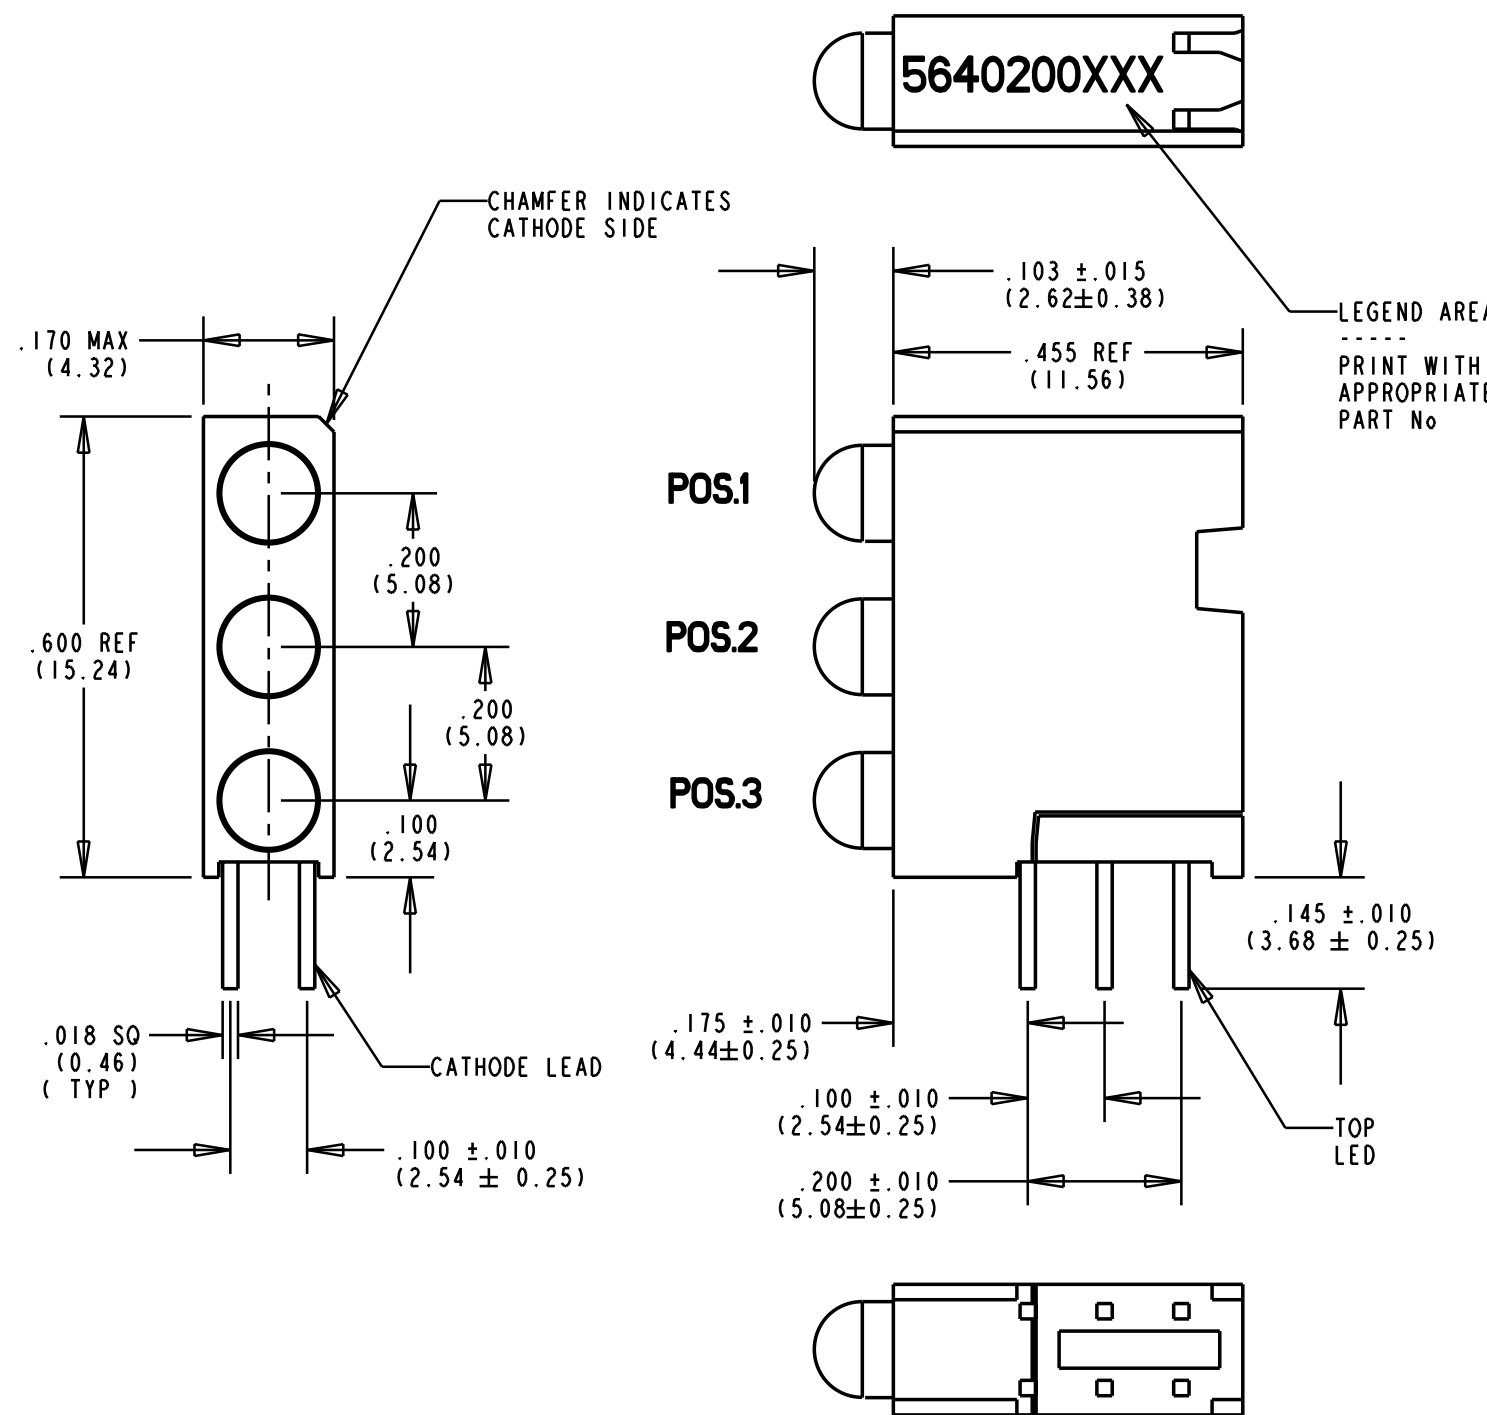 5640200XXX
CHAMFER INDICATES
CATHODE SIDE
.103 ±.015
(2.62±0.38)
LEGEND AREA
-----
PRINT WITH
APPROPRIATE
PART No
.170 MAX
(4.32)
.455 REF
(11.56)
POS.1
.200
(5.08)
.600 REF
(15.24)
POS.2
.200
(5.08)
POS.3
.100
(2.54)
.145 ±.010
(3.68 ± 0.25)
.018 SQ
(0.46)
( TYP )
CATHODE LEAD
.175 ±.010
(4.44±0.25)
.100 ±.010
(2.54±0.25)
TOP
LED
.100 ±.010
(2.54 ± 0.25)
.200 ±.010
(5.08±0.25)